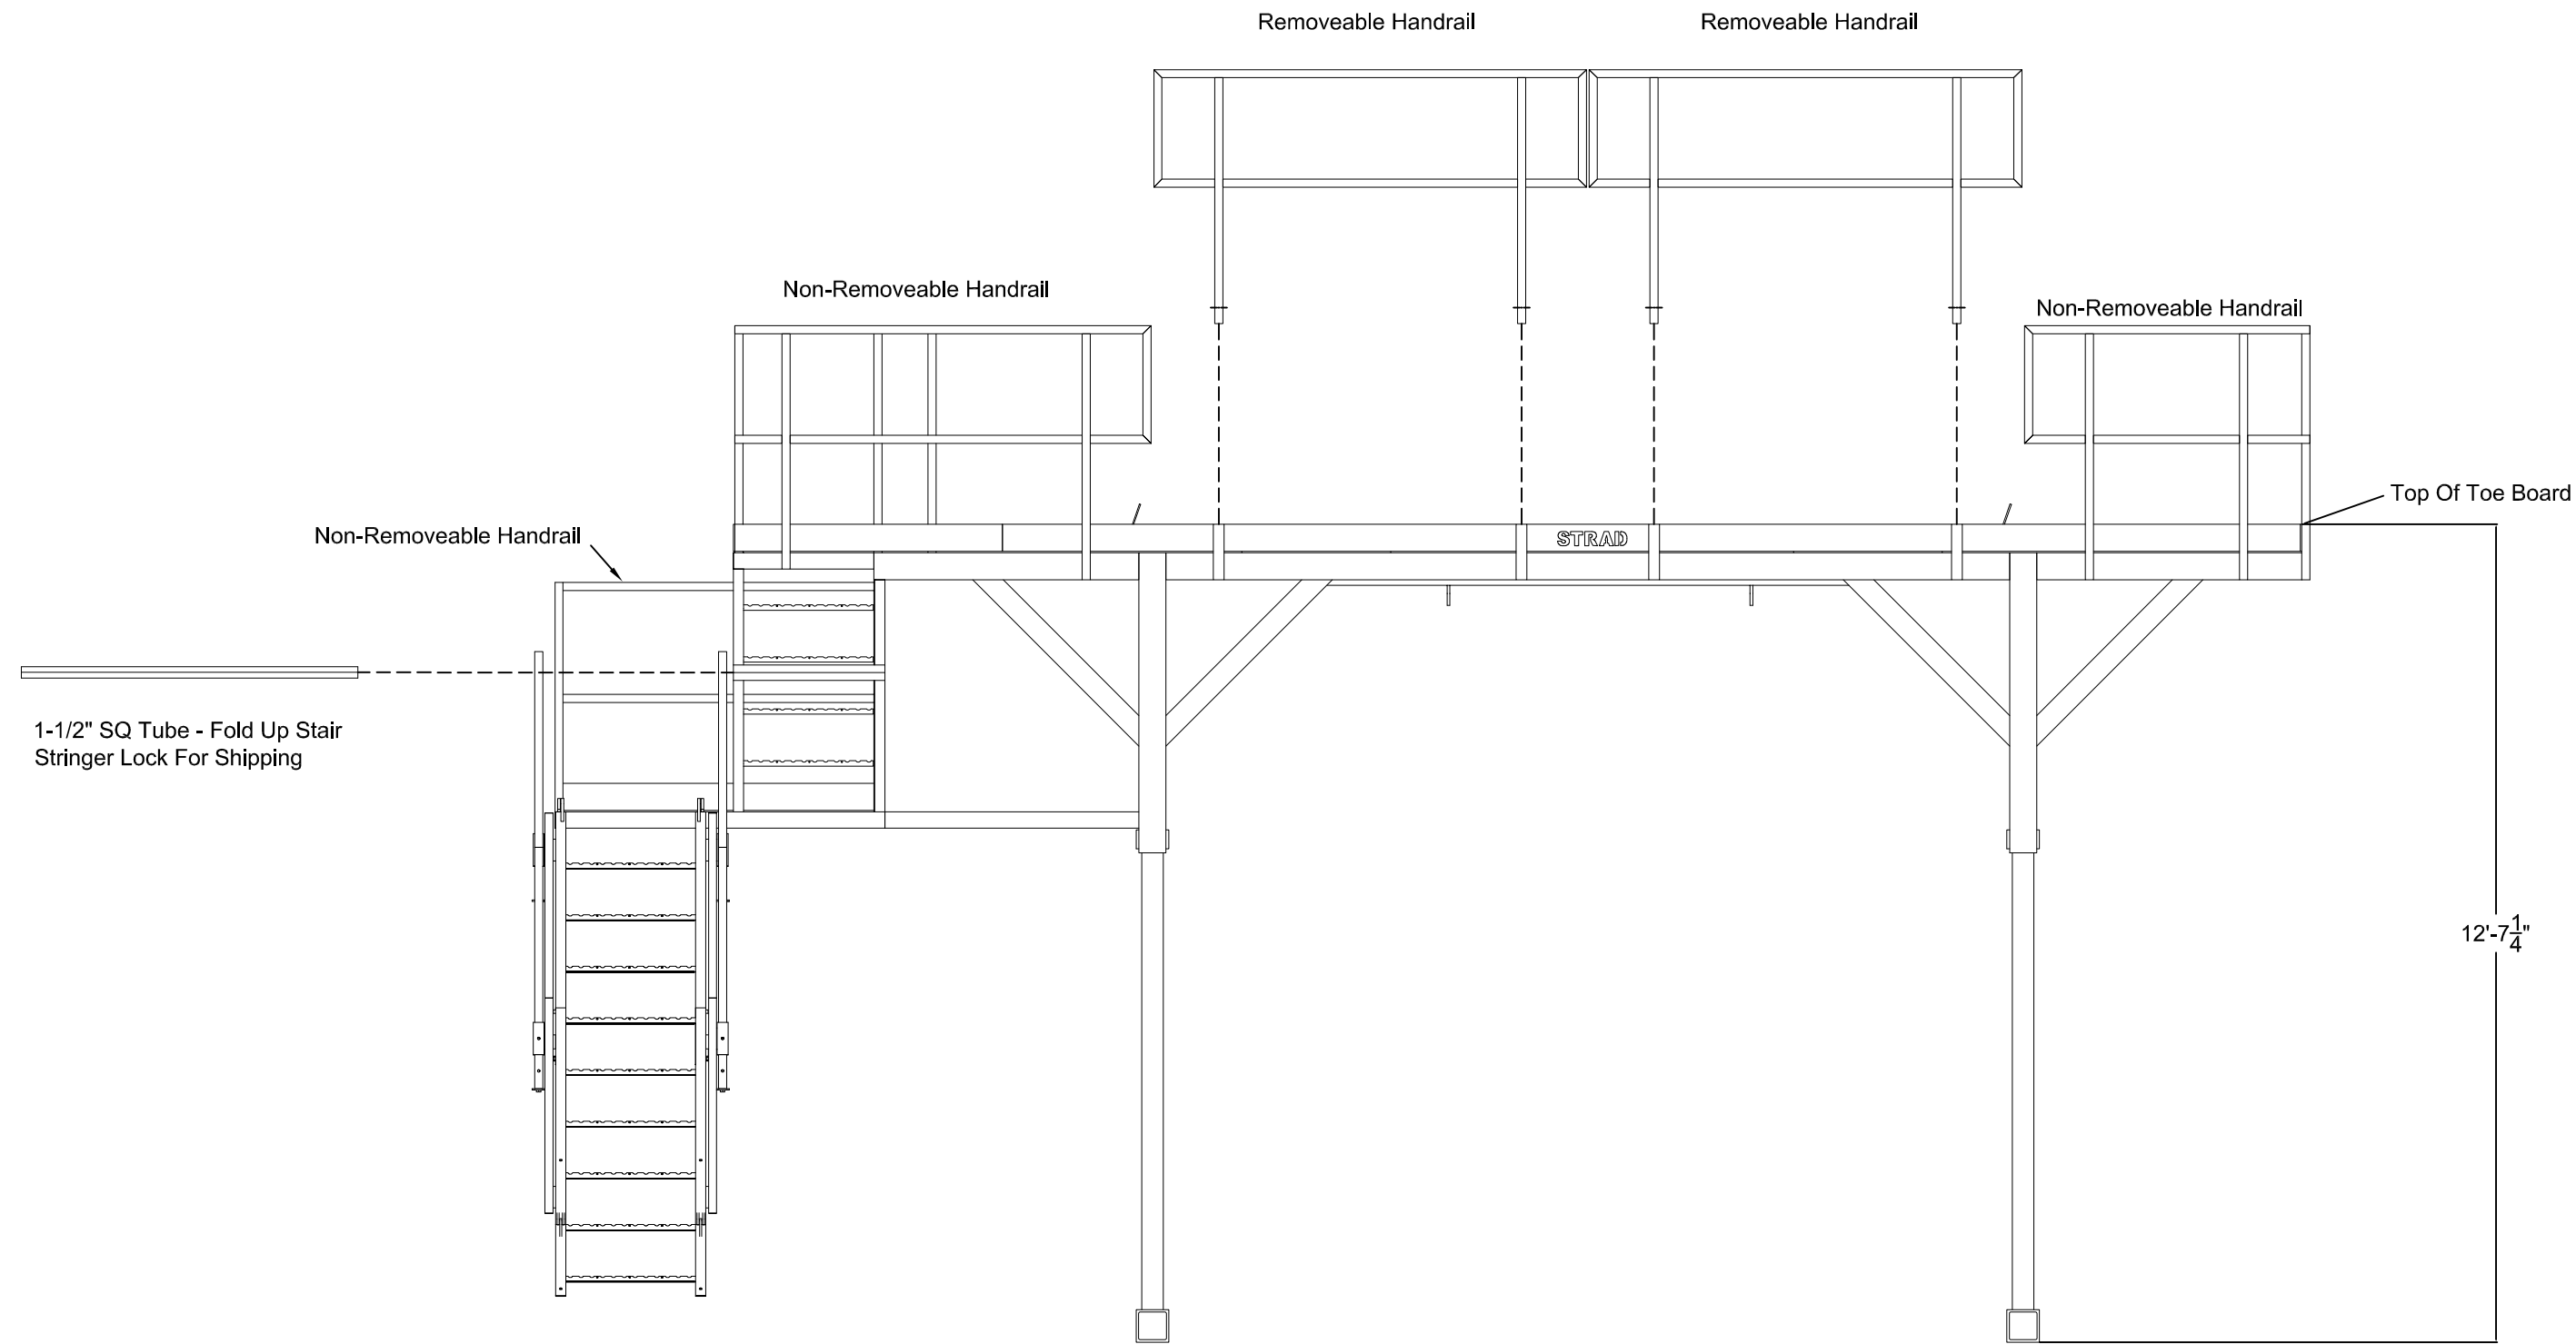 Removeable Handrail
Removeable Handrail
Non-Removeable Handrail
Non-Removeable Handrail
Top Of Toe Board
Non-Removeable Handrail
STRAD
1-1/2" SQ Tube - Fold Up Stair
Stringer Lock For Shipping
12'-7 1/4"